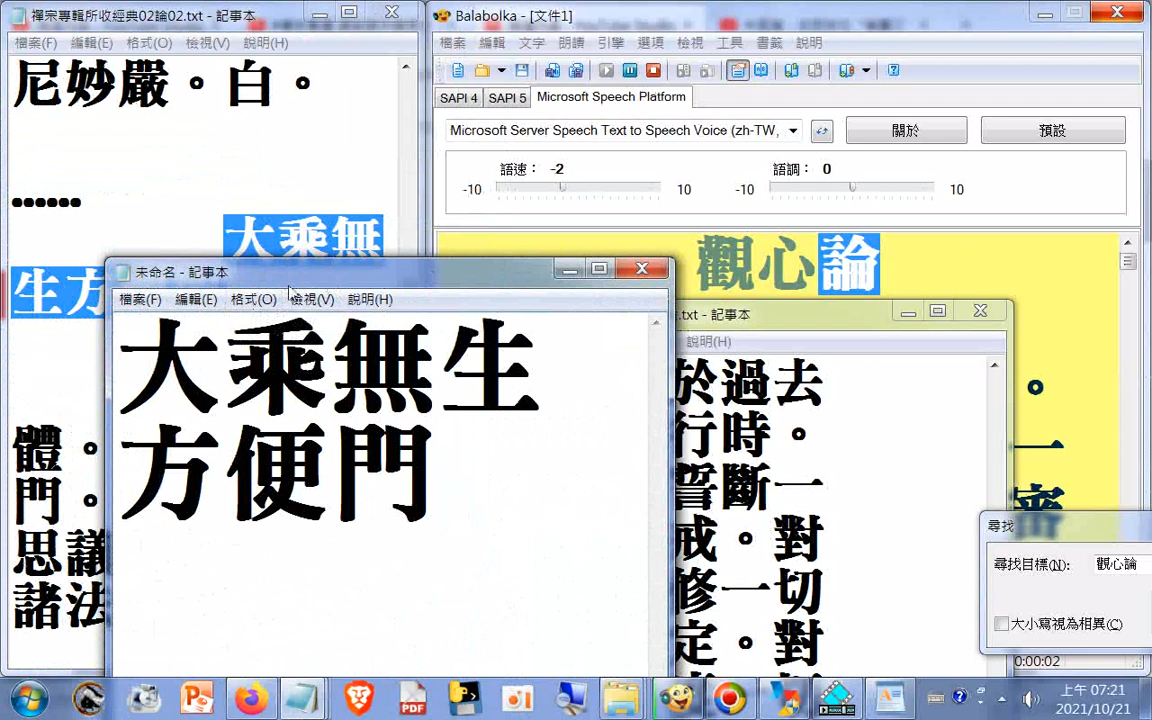 禪宗專輯所收經典02論02.txt - 記事本
檔案(F) 編輯(E) 格式(O) 檢視(V) 說明(H)
尼妙嚴。白。
••••••
大乘無
生方
體。
門。
思議
諸法
Balabolka - [文件1]
檔案 編輯 文字 朗讀 引擎 選項 檢視 工具 書籤 說明
SAPI 4 SAPI 5 Microsoft Speech Platform
Microsoft Server Speech Text to Speech Voice (zh-TW,
關於 預設
語速： -2 語調： 0
-10 10 -10 10
觀心論
。
一
密
未命名 - 記事本
檔案(F) 編輯(E) 格式(O) 檢視(V) 說明(H)
大乘無生
方便門
.txt - 記事本
說明(H)
於過去
行時。
誓斷一
戒。對
修一切
定。對
尋找
尋找目標(N): 觀心論
大小寫視為相異(C)
0:00:02
PDF
上午 07:21
2021/10/21